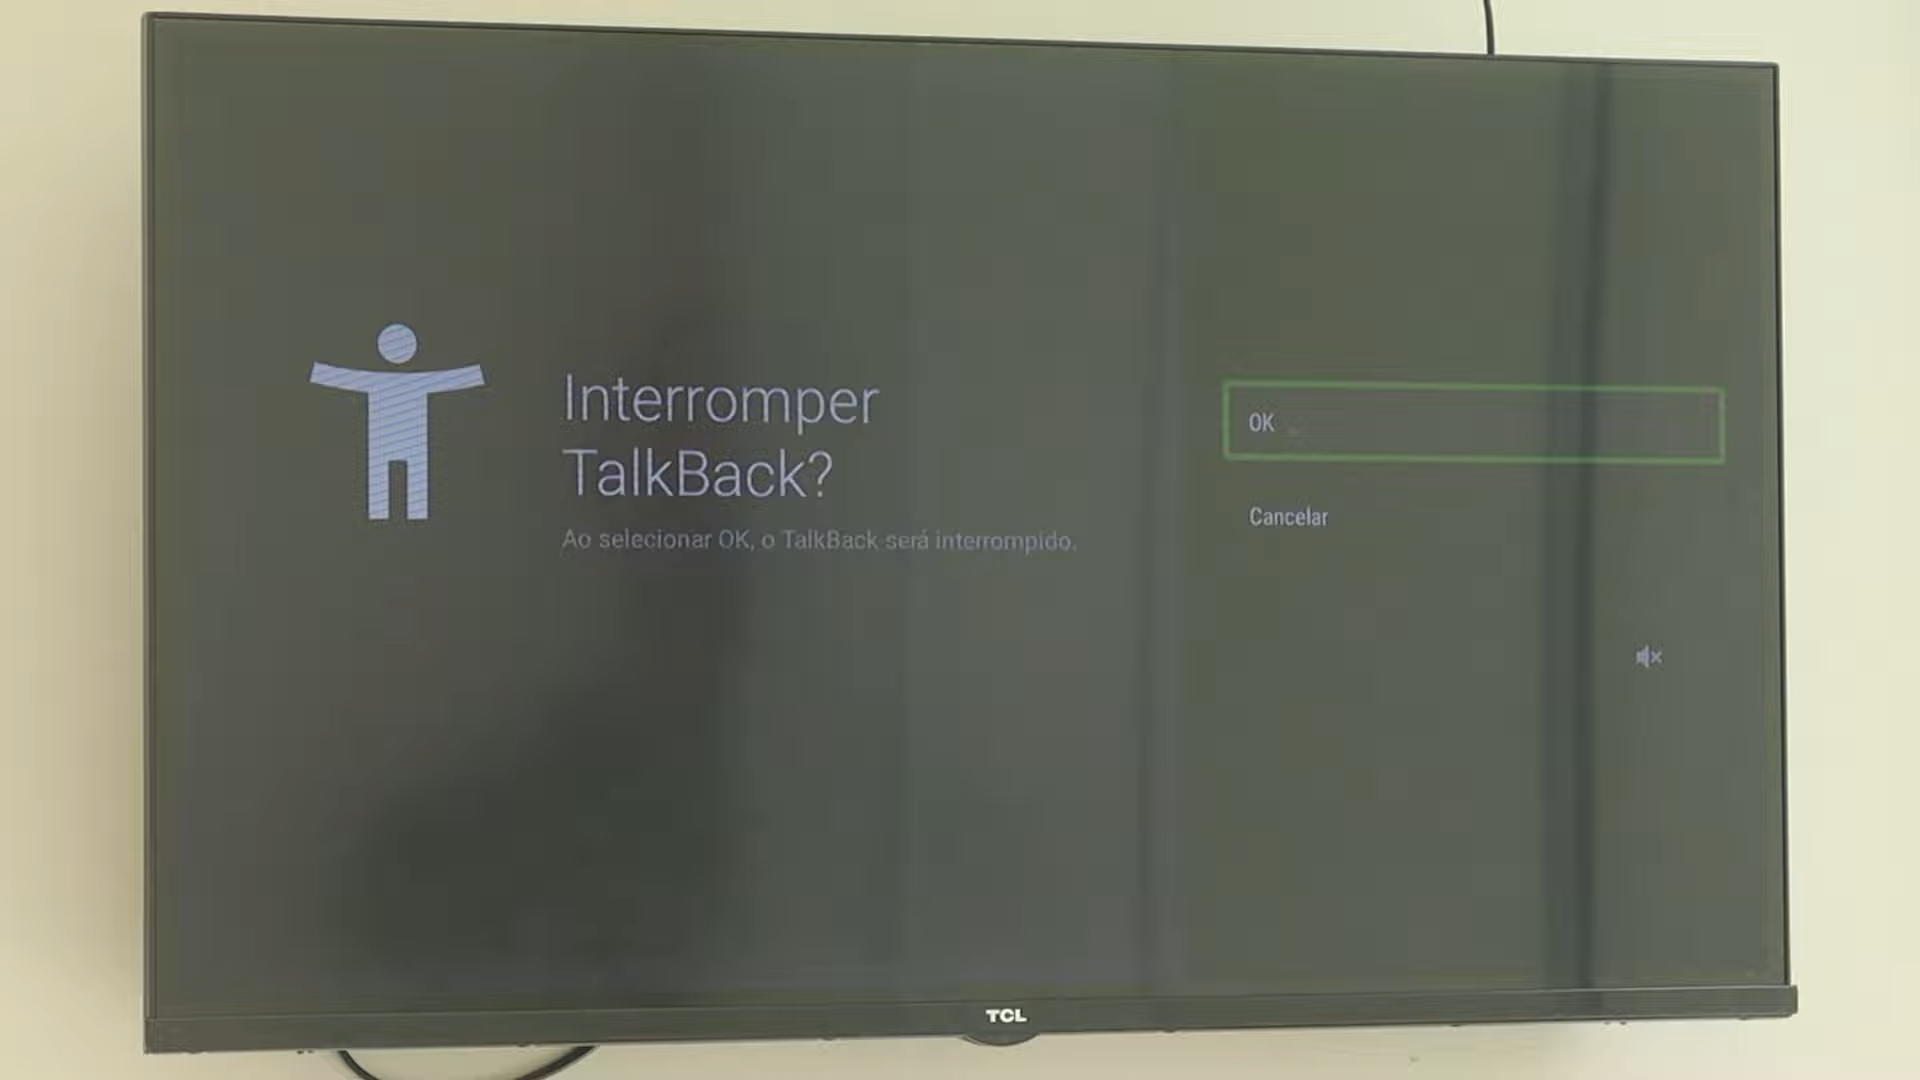 Interromper
TalkBack?
Ao selecionar OK, o TalkBack será interrompido.
OK
Cancelar
TCL